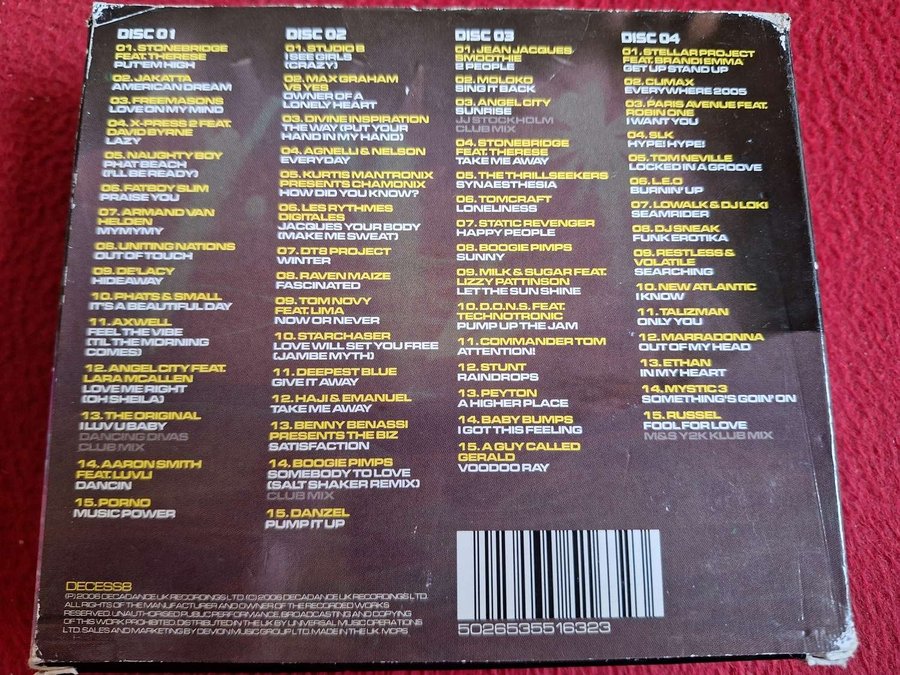 DISC 01
01. STONEBRIDGE
FEAT. THERESE
PUT 'EM HIGH
02. JAKATTA
AMERICAN DREAM
03. FREEMASONS
LOVE ON MY MIND
04. X-PRESS 2 FEAT.
DAVID BYRNE
LAZY
05. NAUGHTY BOY
PHAT BEACH
(I'LL BE READY)
06. FATBOY SLIM
PRAISE YOU
07. ARMAND VAN
HELDEN
MYMYMY
08. UNITING NATIONS
OUT OF TOUCH
09. DE'LACY
HIDEAWAY
10. PHATS & SMALL
IT'S A BEAUTIFUL DAY
11. AXWELL
FEEL THE VIBE
(TIL THE MORNING
COMES)
12. ANGEL CITY FEAT.
LARA MCALLEN
LOVE ME RIGHT
(OH SHEILA)
13. THE ORIGINAL
I LUV U BABY
DANCING DIVAS
CLUB MIX
14. AARON SMITH
FEAT. LUVLI
DANCIN
15. PORNO
MUSIC POWER
DISC 02
01. STUDIO B
I SEE GIRLS
(CRAZY)
02. MAX GRAHAM
VS YES
OWNER OF A
LONELY HEART
03. DIVINE INSPIRATION
THE WAY (PUT YOUR
HAND IN MY HAND)
04. AGNELLI & NELSON
EVERYDAY
05. KURTIS MANTRONIX
PRESENTS CHAMONIX
HOW DID YOU KNOW?
06. LES RYTHMES
DIGITALES
JACQUES YOUR BODY
(MAKE ME SWEAT)
07. DT8 PROJECT
WINTER
08. RAVEN MAIZE
FASCINATED
09. TOM NOVY
FEAT. LIMA
NOW OR NEVER
10. STARCHASER
LOVE WILL SET YOU FREE
(JAMBE MYTH)
11. DEEPEST BLUE
GIVE IT AWAY
12. HAJI & EMANUEL
TAKE ME AWAY
13. BENNY BENASSI
PRESENTS THE BIZ
SATISFACTION
14. BOOGIE PIMPS
SOMEBODY TO LOVE
(SALT SHAKER REMIX)
CLUB MIX
15. DANZEL
PUMP IT UP
DISC 03
01. JEAN JACQUES
SMOOTHIE
2 PEOPLE
02. MOLOKO
SING IT BACK
03. ANGEL CITY
SUNRISE
JJ STOCKHOLM
CLUB MIX
04. STONEBRIDGE
FEAT. THERESE
TAKE ME AWAY
05. THE THRILLSEEKERS
SYNAESTHESIA
06. TOMCRAFT
LONELINESS
07. STATIC REVENGER
HAPPY PEOPLE
08. BOOGIE PIMPS
SUNNY
09. MILK & SUGAR FEAT.
LIZZY PATTINSON
LET THE SUN SHINE
10. D.O.N.S. FEAT.
TECHNOTRONIC
PUMP UP THE JAM
11. COMMANDER TOM
ATTENTION!
12. STUNT
RAINDROPS
13. PEYTON
A HIGHER PLACE
14. BABY BUMPS
I GOT THIS FEELING
15. A GUY CALLED
GERALD
VOODOO RAY
DISC 04
01. STELLAR PROJECT
FEAT. BRANDI EMMA
GET UP STAND UP
02. CLIMAX
EVERYWHERE 2005
03. PARIS AVENUE FEAT.
ROBIN ONE
I WANT YOU
04. SLK
HYPE! HYPE!
05. TOM NEVILLE
LOCKED IN A GROOVE
06. L.E.O
BURNIN' UP
07. LOWALK & DJ LOKI
SEAMRIDER
08. DJ SNEAK
FUNK EROTIKA
09. RESTLESS &
VOLATILE
SEARCHING
10. NEW ATLANTIC
I KNOW
11. TALIZMAN
ONLY YOU
12. MARRADONNA
OUT OF MY HEAD
13. ETHAN
IN MY HEART
14. MYSTIC 3
SOMETHING'S GOIN' ON
15. RUSSEL
FOOL FOR LOVE
M&S Y2K KLUB MIX
DECESS8
(P) 2006 DECADANCE UK RECORDINGS LTD. (C) 2006 DECADANCE UK RECORDINGS LTD.
ALL RIGHTS OF THE MANUFACTURER AND OWNER OF THE RECORDED WORKS
RESERVED. UNAUTHORISED PUBLIC PERFORMANCE, BROADCASTING AND COPYING
OF THIS WORK PROHIBITED. DISTRIBUTED IN THE UK BY UNIVERSAL MUSIC OPERATIONS
LTD. SALES AND MARKETING BY DEMON MUSIC GROUP LTD. MADE IN THE UK. MCPS
5026535516323